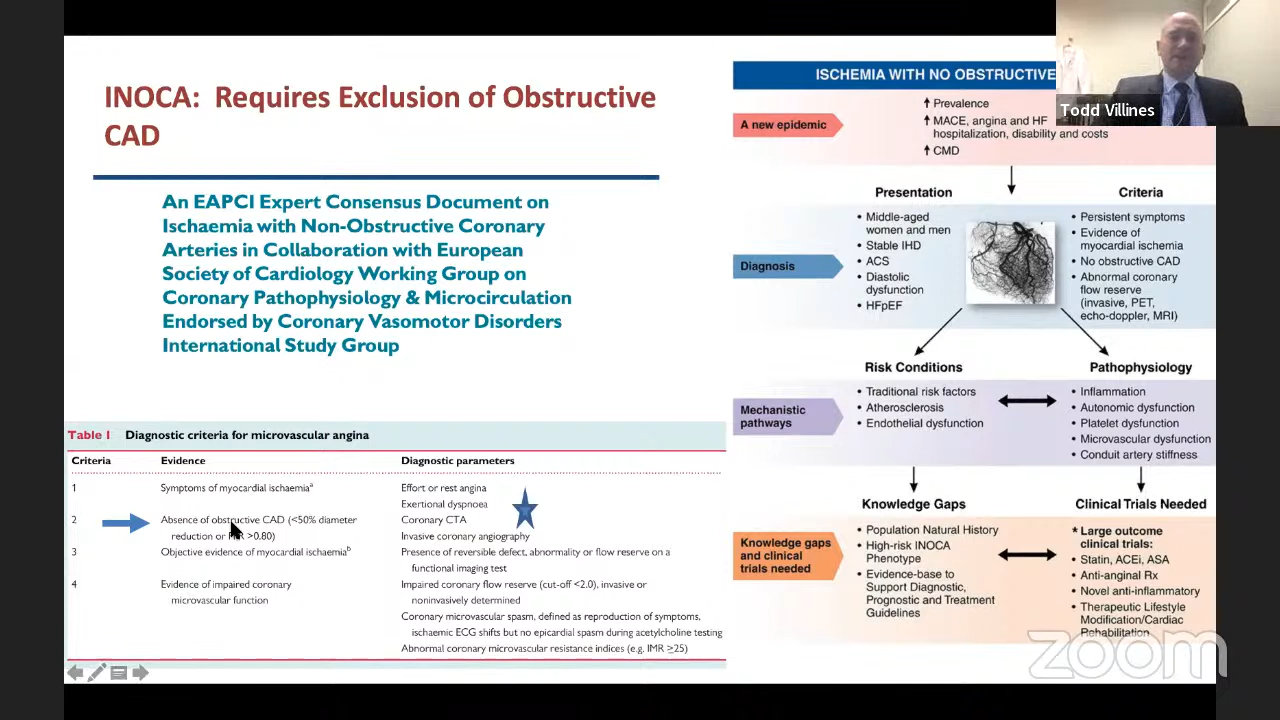 INOCA:  Requires Exclusion of Obstructive
CAD
An EAPCI Expert Consensus Document on
Ischaemia with Non-Obstructive Coronary
Arteries in Collaboration with European
Society of Cardiology Working Group on
Coronary Pathophysiology & Microcirculation
Endorsed by Coronary Vasomotor Disorders
International Study Group
Table 1 Diagnostic criteria for microvascular angina
Criteria Evidence Diagnostic parameters
1 Symptoms of myocardial ischaemiaᵃ Effort or rest angina
Exertional dyspnoea
2 Absence of obstructive CAD (<50% diameter Coronary CTA
reduction or >0.80) Invasive coronary angiography
3 Objective evidence of myocardial ischaemiaᵇ Presence of reversible defect, abnormality or flow reserve on a
functional imaging test
4 Evidence of impaired coronary Impaired coronary flow reserve (cut-off <2.0), invasive or
microvascular function noninvasively determined
Coronary microvascular spasm, defined as reproduction of symptoms,
ischaemic ECG shifts but no epicardial spasm during acetylcholine testing
Abnormal coronary microvascular resistance indices (e.g. IMR ≥25)
ISCHEMIA WITH NO OBSTRUCTIVE
Todd Villines
A new epidemic
↑ Prevalence
↑ MACE, angina and HF
hospitalization, disability and costs
↑ CMD
Diagnosis
Presentation
• Middle-aged
women and men
• Stable IHD
• ACS
• Diastolic
dysfunction
• HFpEF
Criteria
• Persistent symptoms
• Evidence of
myocardial ischemia
• No obstructive CAD
• Abnormal coronary
flow reserve
(invasive, PET,
echo-doppler, MRI)
Mechanistic
pathways
Risk Conditions
• Traditional risk factors
• Atherosclerosis
• Endothelial dysfunction
Pathophysiology
• Inflammation
• Autonomic dysfunction
• Platelet dysfunction
• Microvascular dysfunction
• Conduit artery stiffness
Knowledge gaps
and clinical
trials needed
Knowledge Gaps
• Population Natural History
• High-risk INOCA
Phenotype
• Evidence-base to
Support Diagnostic,
Prognostic and Treatment
Guidelines
Clinical Trials Needed
* Large outcome
clinical trials:
• Statin, ACEi, ASA
• Anti-anginal Rx
• Novel anti-inflammatory
• Therapeutic Lifestyle
Modification/Cardiac
Rehabilitation
zoom